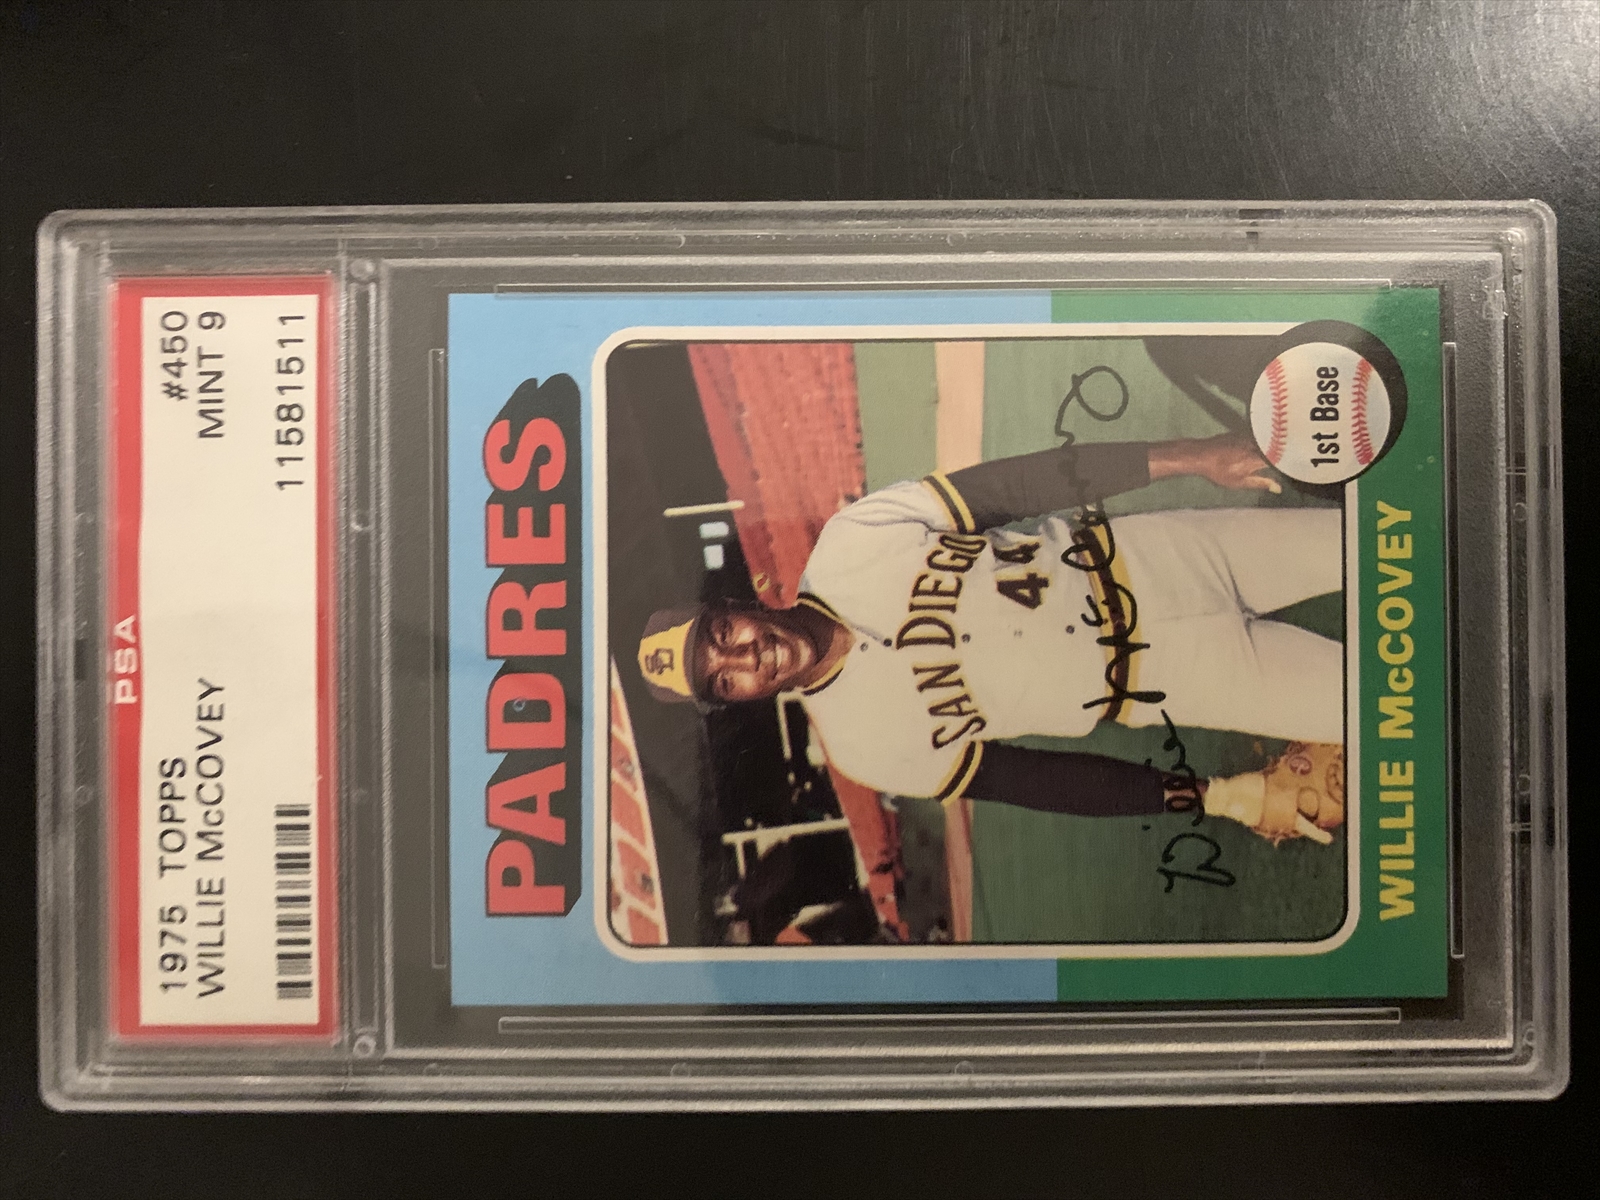 1975 TOPPS #450
WILLIE McCOVEY MINT 9
11581511
PSA
PADRES
SD
SAN DIEGO
44
Willie McCovey
1st Base
WILLIE McCOVEY